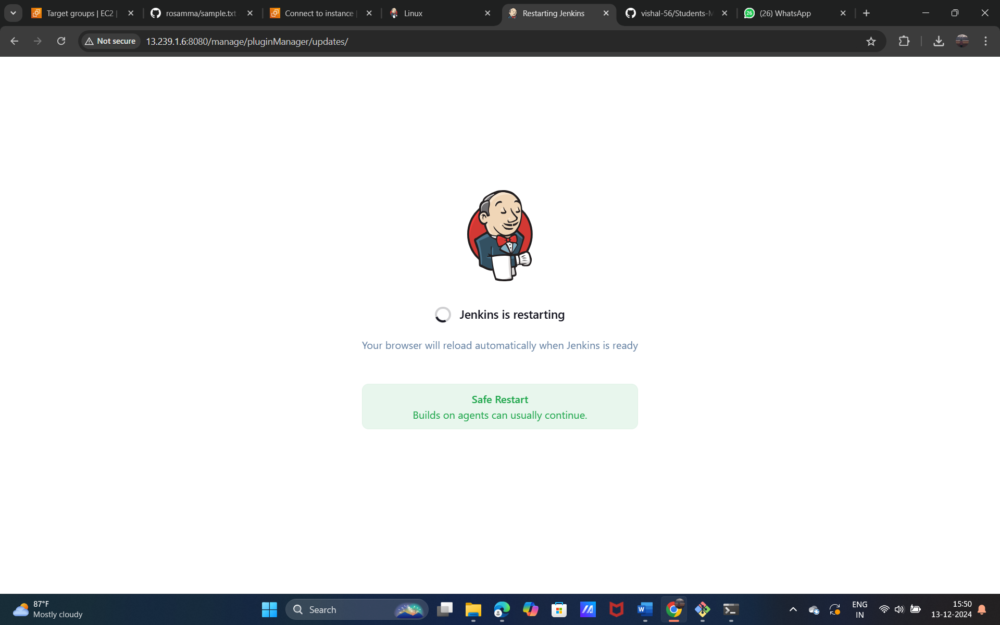 Target groups | EC2 |
rosamma/sample.txt
Connect to instance |
Linux
Restarting Jenkins
vishal-56/Students-M
26
(26) WhatsApp
Not secure
13.239.1.6:8080/manage/pluginManager/updates/
Jenkins is restarting
Your browser will reload automatically when Jenkins is ready
Safe Restart
Builds on agents can usually continue.
87°F
Mostly cloudy
Search
ENG
IN
15:50
13-12-2024